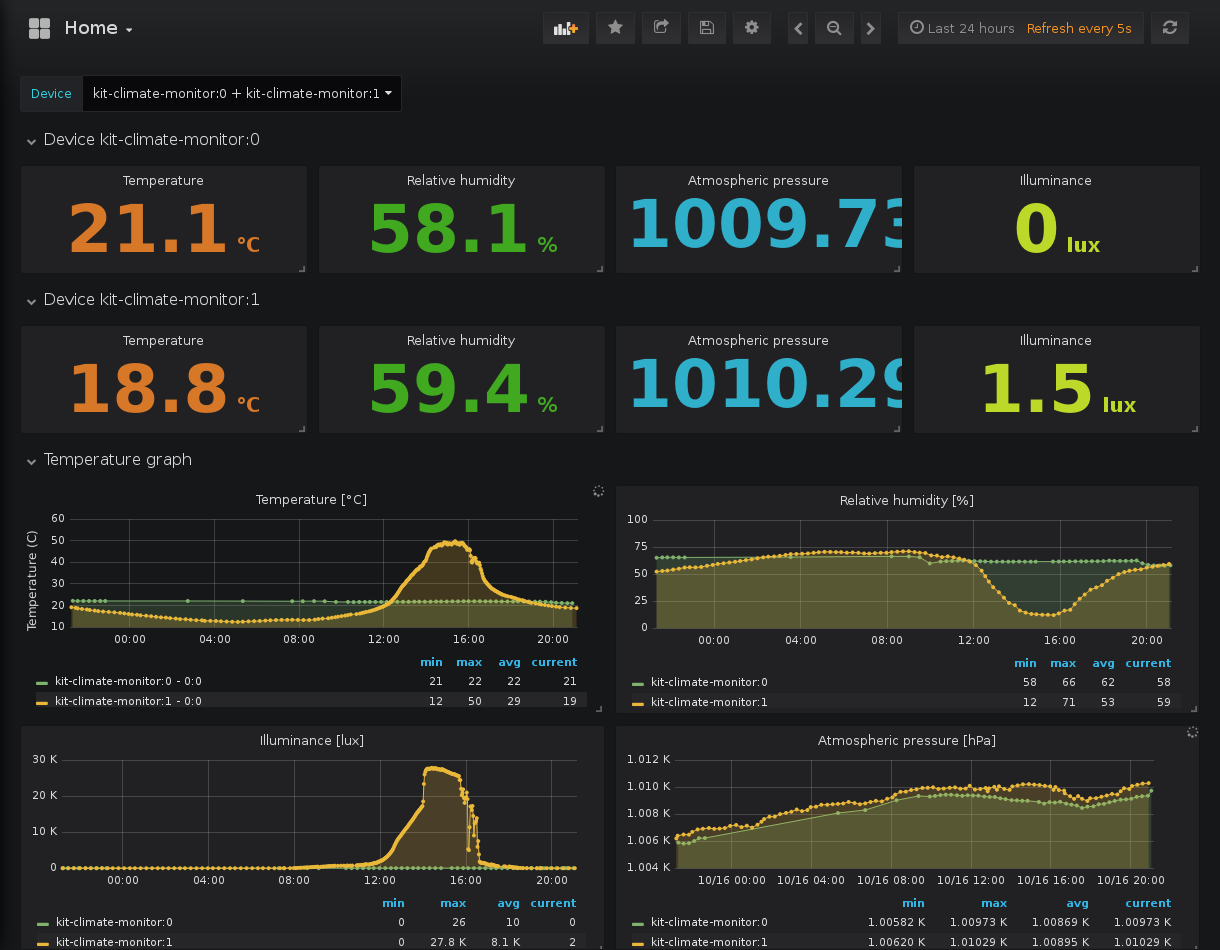 Home
Last 24 hours Refresh every 5s
Device kit-climate-monitor:0 + kit-climate-monitor:1
Device kit-climate-monitor:0
Temperature Relative humidity Atmospheric pressure Illuminance
21.1 °C 58.1 % 1009.73 0 lux
Device kit-climate-monitor:1
Temperature Relative humidity Atmospheric pressure Illuminance
18.8 °C 59.4 % 1010.29 1.5 lux
Temperature graph
Temperature [°C]
Temperature (C)
60
50
40
30
20
10
00:00 04:00 08:00 12:00 16:00 20:00
min max avg current
kit-climate-monitor:0 - 0:0 21 22 22 21
kit-climate-monitor:1 - 0:0 12 50 29 19
Relative humidity [%]
100
75
50
25
0
00:00 04:00 08:00 12:00 16:00 20:00
min max avg current
kit-climate-monitor:0 58 66 62 58
kit-climate-monitor:1 12 71 53 59
Illuminance [lux]
30 K
20 K
10 K
0
00:00 04:00 08:00 12:00 16:00 20:00
min max avg current
kit-climate-monitor:0 0 26 10 0
kit-climate-monitor:1 0 27.8 K 8.1 K 2
Atmospheric pressure [hPa]
1.012 K
1.010 K
1.008 K
1.006 K
1.004 K
10/16 00:00 10/16 04:00 10/16 08:00 10/16 12:00 10/16 16:00 10/16 20:00
min max avg current
kit-climate-monitor:0 1.00582 K 1.00973 K 1.00869 K 1.00973 K
kit-climate-monitor:1 1.00620 K 1.01029 K 1.00895 K 1.01029 K